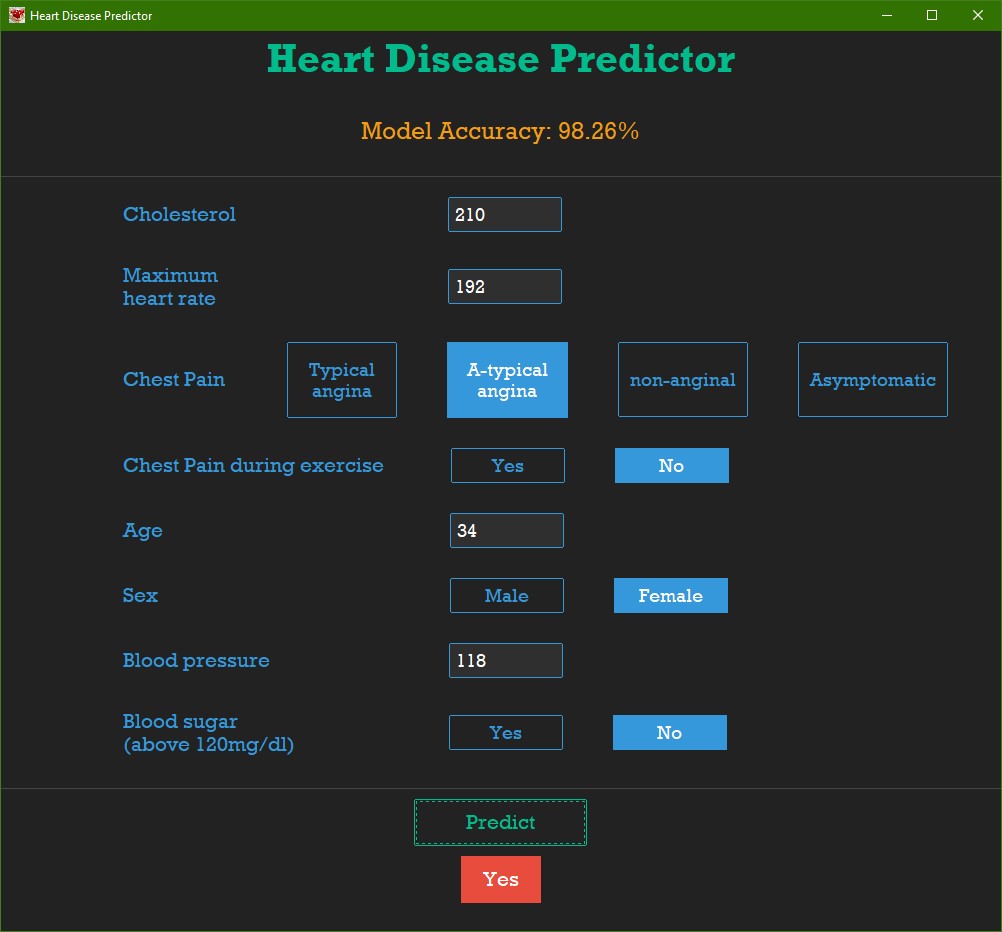 Heart Disease Predictor
Heart Disease Predictor
Model Accuracy: 98.26%
Cholesterol
210
Maximum
heart rate
192
Chest Pain
Typical
angina
A-typical
angina
non-anginal
Asymptomatic
Chest Pain during exercise
Yes
No
Age
34
Sex
Male
Female
Blood pressure
118
Blood sugar
(above 120mg/dl)
Yes
No
Predict
Yes